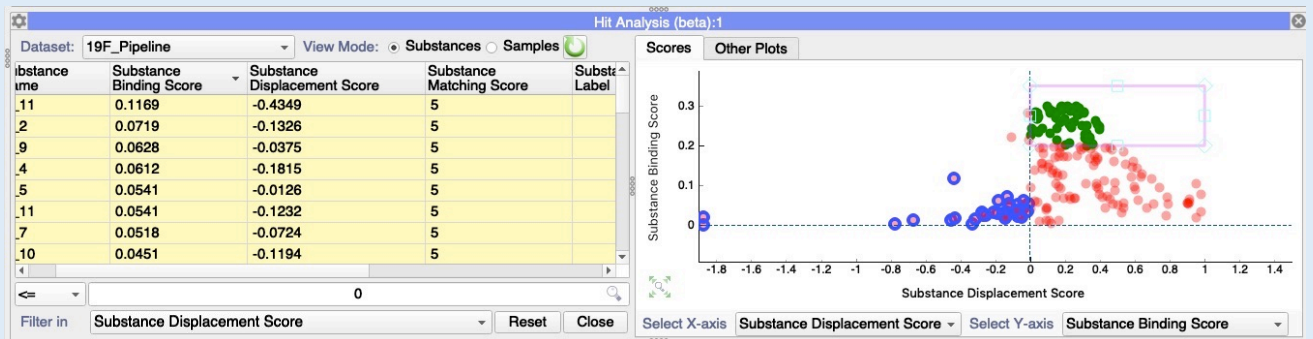 Hit Analysis (beta):1
Dataset: 19F_Pipeline View Mode: Substances Samples
ubstance Substance Substance Substance Substa
ame Binding Score Displacement Score Matching Score Label
_11 0.1169 -0.4349 5
_2 0.0719 -0.1326 5
_9 0.0628 -0.0375 5
_4 0.0612 -0.1815 5
_5 0.0541 -0.0126 5
_11 0.0541 -0.1232 5
_7 0.0518 -0.0724 5
_10 0.0451 -0.1194 5
<= 0
Filter in Substance Displacement Score Reset Close
Scores Other Plots
Substance Binding Score
0.3
0.2
0.1
0
-1.8 -1.6 -1.4 -1.2 -1 -0.8 -0.6 -0.4 -0.2 0 0.2 0.4 0.6 0.8 1 1.2 1.4
Substance Displacement Score
Select X-axis Substance Displacement Score Select Y-axis Substance Binding Score